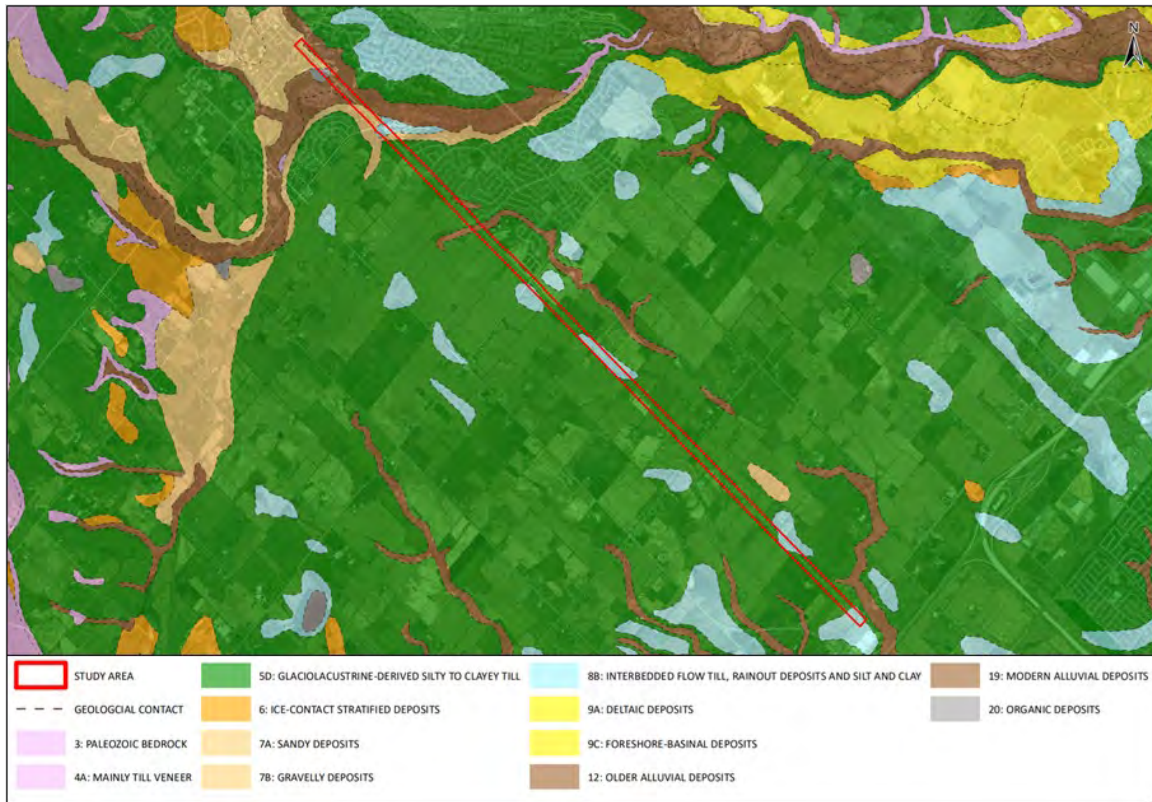 N
STUDY AREA
GEOLOGCIAL CONTACT
3: PALEOZOIC BEDROCK
4A: MAINLY TILL VENEER
5D: GLACIOLACUSTRINE-DERIVED SILTY TO CLAYEY TILL
6: ICE-CONTACT STRATIFIED DEPOSITS
7A: SANDY DEPOSITS
7B: GRAVELLY DEPOSITS
8B: INTERBEDDED FLOW TILL, RAINOUT DEPOSITS AND SILT AND CLAY
9A: DELTAIC DEPOSITS
9C: FORESHORE-BASINAL DEPOSITS
12: OLDER ALLUVIAL DEPOSITS
19: MODERN ALLUVIAL DEPOSITS
20: ORGANIC DEPOSITS